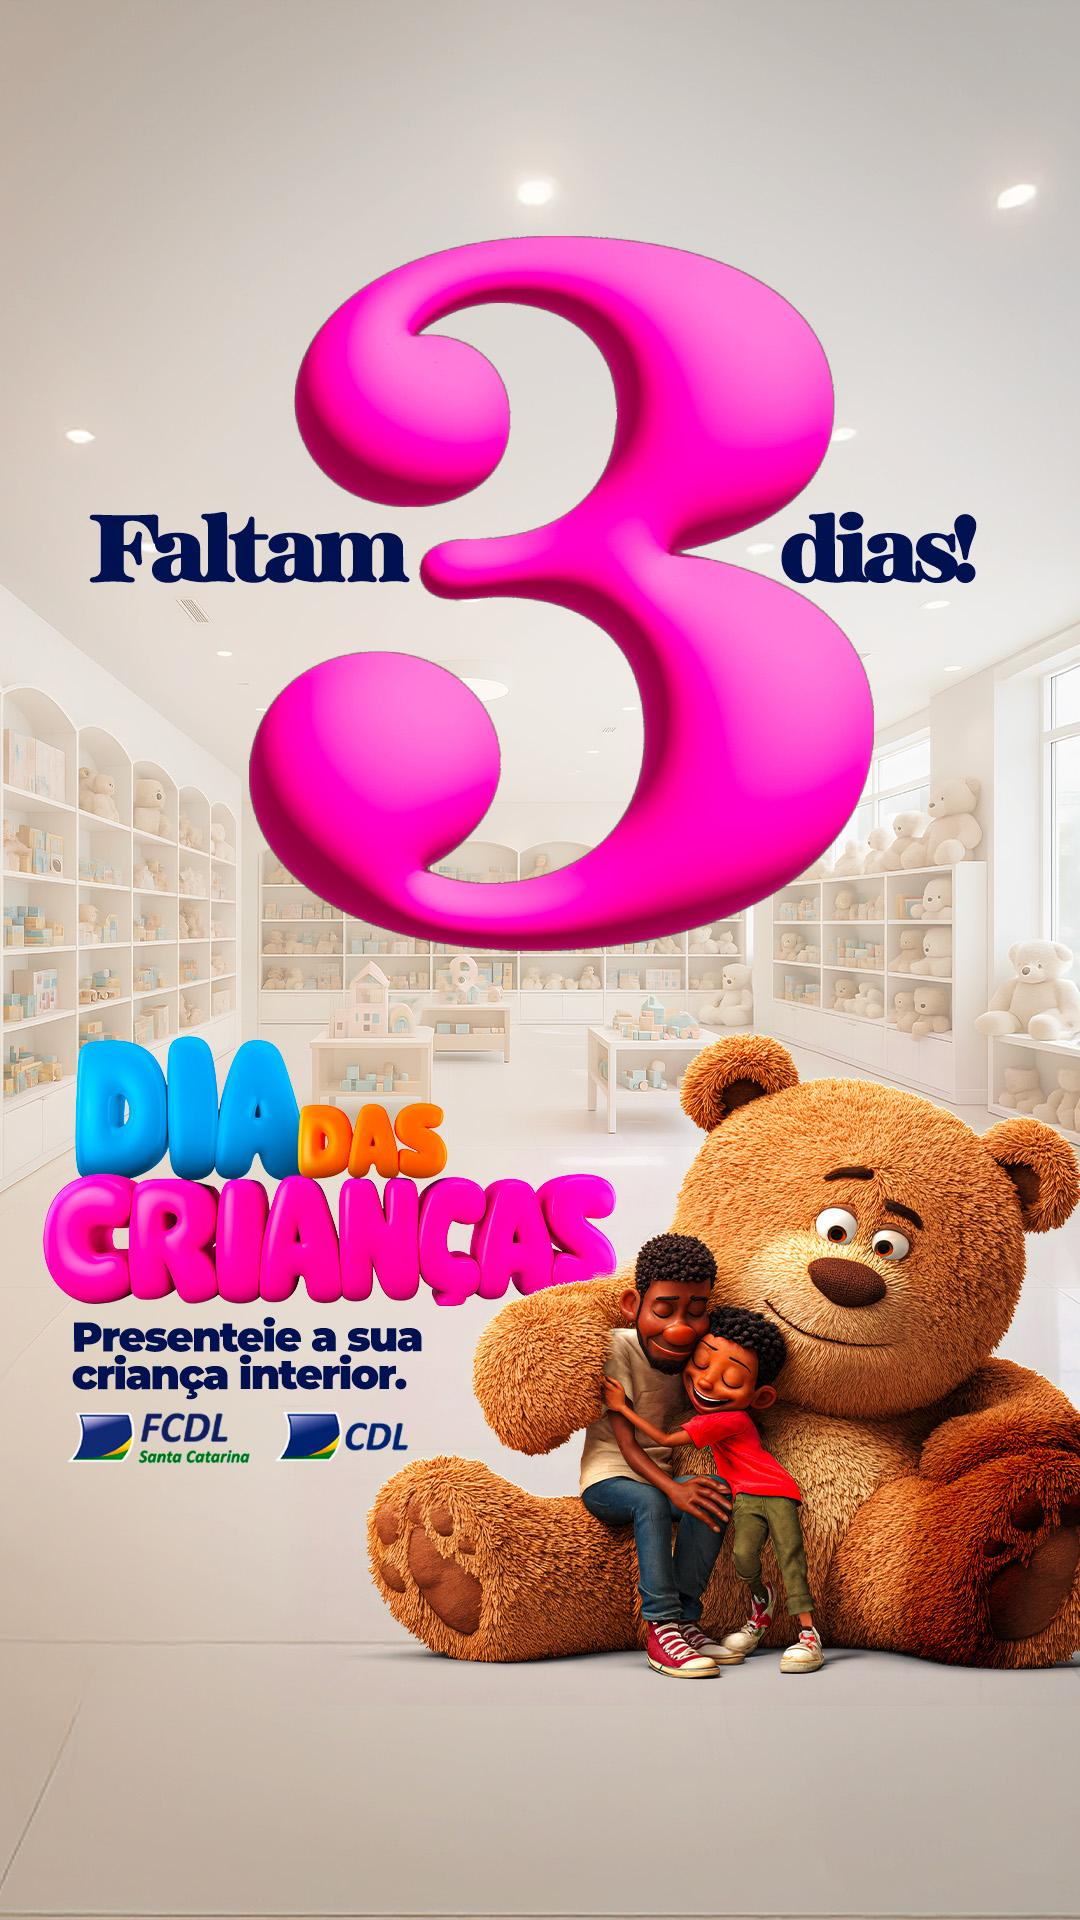 Faltam 3 dias!
DIA DAS
CRIANÇAS
Presenteie a sua
criança interior.
FCDL
Santa Catarina
CDL